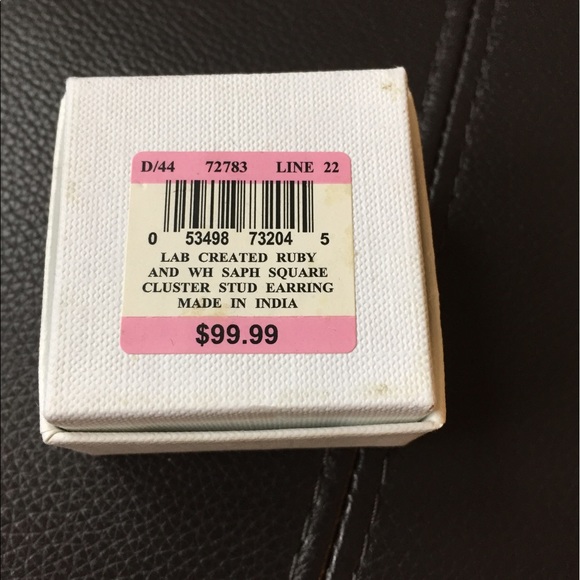 D/44 72783 LINE 22
0 53498 73204 5
LAB CREATED RUBY
AND WH SAPH SQUARE
CLUSTER STUD EARRING
MADE IN INDIA
$99.99